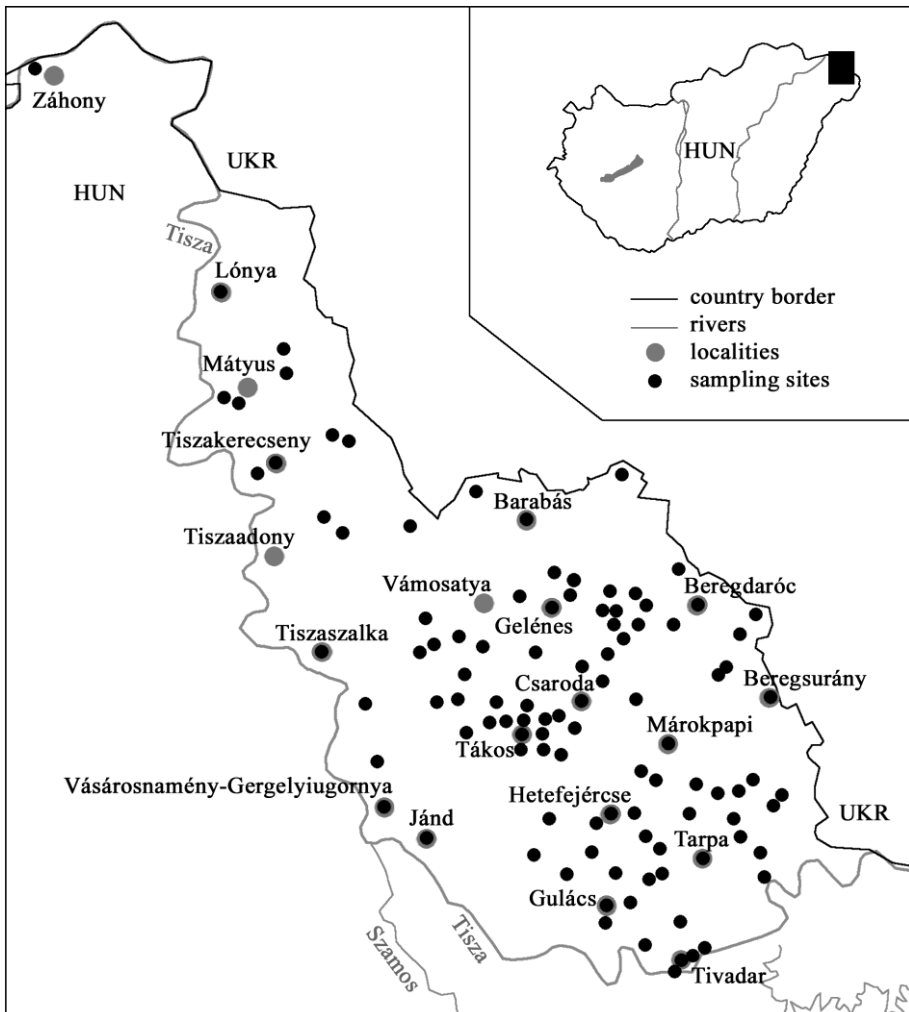 Záhony
UKR
HUN
HUN
Tisza
Lónya
country border
rivers
localities
sampling sites
Mátyus
Tiszakerecseny
Barabás
Tiszaadony
Vámosatya
Beregdaróc
Gelénes
Tiszaszalka
Csaroda
Beregsurány
Márokpapi
Tákos
Vásárosnamény-Gergelyiugornya
Hetefejércse
Jánd
UKR
Tarpa
Gulács
Tisza
Szamos
Tivadar